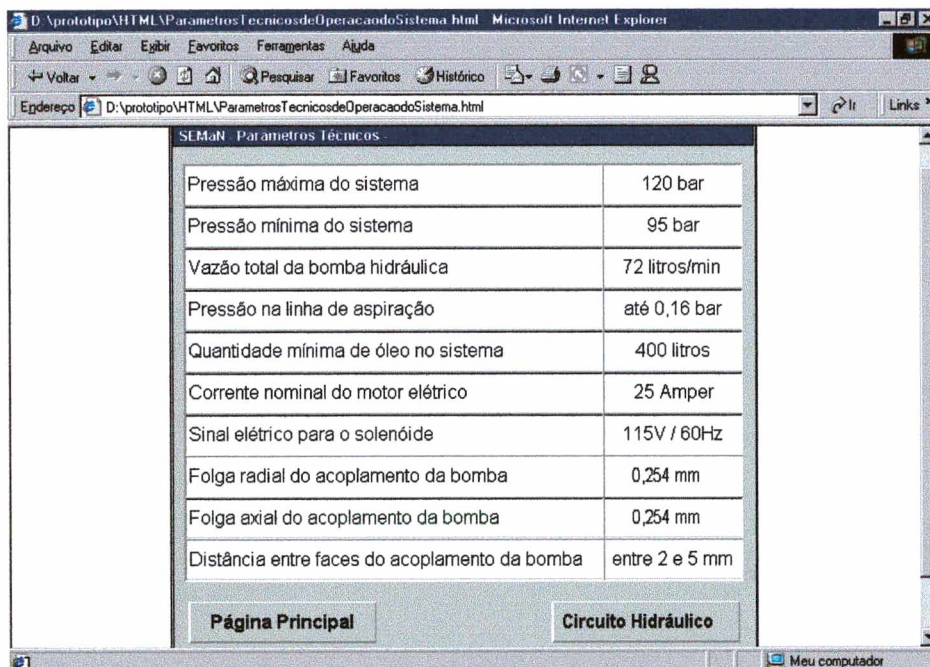 D:\prototipo\HTML\ParametrosTecnicosdeOperacaodoSistema.html Microsoft Internet Explorer
Arquivo Editar Exibir Favoritos Ferramentas Ajuda
Voltar Pesquisar Favoritos Histórico
Endereço D:\prototipo\HTML\ParametrosTecnicosdeOperacaodoSistema.html Ir Links
SEMaN - Parametros Técnicos -
Pressão máxima do sistema 120 bar
Pressão mínima do sistema 95 bar
Vazão total da bomba hidráulica 72 litros/min
Pressão na linha de aspiração até 0,16 bar
Quantidade mínima de óleo no sistema 400 litros
Corrente nominal do motor elétrico 25 Amper
Sinal elétrico para o solenóide 115V / 60Hz
Folga radial do acoplamento da bomba 0,254 mm
Folga axial do acoplamento da bomba 0,254 mm
Distância entre faces do acoplamento da bomba entre 2 e 5 mm
Página Principal Circuito Hidráulico
Meu computador